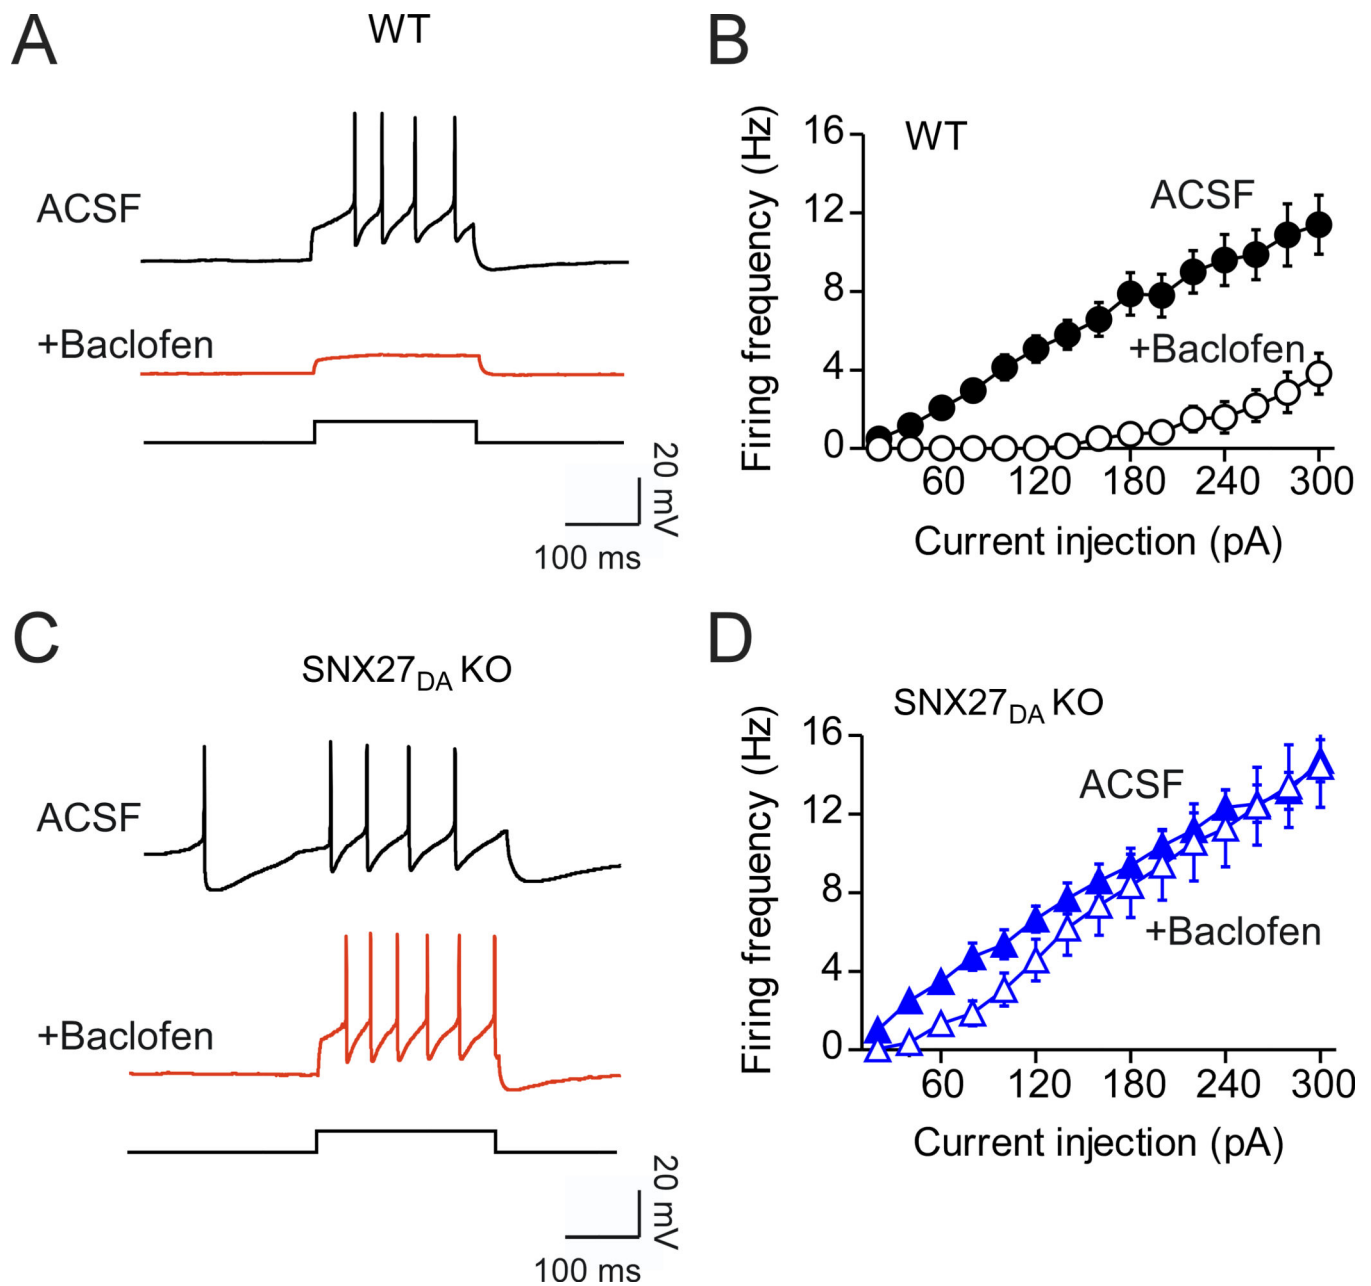 A
WT
ACSF
+Baclofen
20 mV
100 ms
B
WT
Firing frequency (Hz)
16
12
8
4
0
ACSF
+Baclofen
60 120 180 240 300
Current injection (pA)
C
SNX27DA KO
ACSF
+Baclofen
20 mV
100 ms
D
SNX27DA KO
Firing frequency (Hz)
16
12
8
4
0
ACSF
+Baclofen
60 120 180 240 300
Current injection (pA)